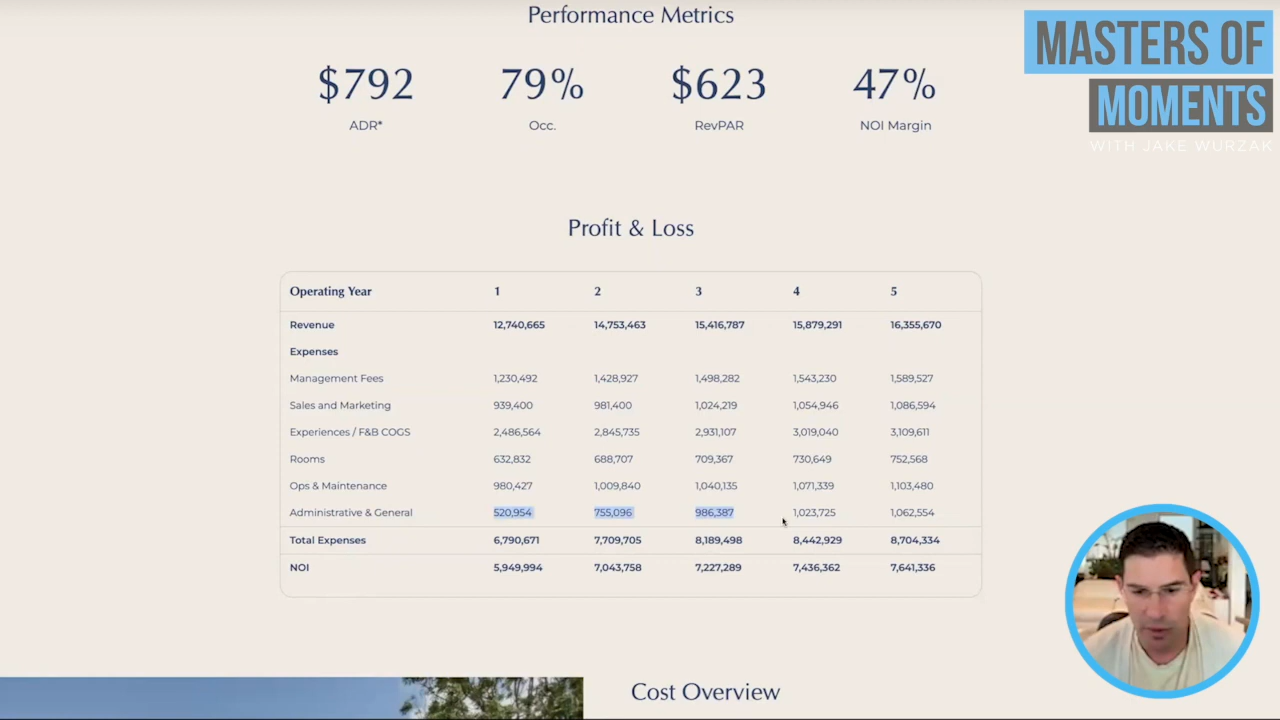 Performance Metrics
MASTERS OF
MOMENTS
WITH JAKE WURZAK
$792 79% $623 47%
ADR* Occ. RevPAR NOI Margin
Profit & Loss
Operating Year 1 2 3 4 5
Revenue 12,740,665 14,753,463 15,416,787 15,879,291 16,355,670
Expenses
Management Fees 1,230,492 1,428,927 1,498,282 1,543,230 1,589,527
Sales and Marketing 939,400 981,400 1,024,219 1,054,946 1,086,594
Experiences / F&B COGS 2,486,564 2,845,735 2,931,107 3,019,040 3,109,611
Rooms 632,832 688,707 709,367 730,649 752,568
Ops & Maintenance 980,427 1,009,840 1,040,135 1,071,339 1,103,480
Administrative & General 520,954 755,096 986,387 1,023,725 1,062,554
Total Expenses 6,790,671 7,709,705 8,189,498 8,442,929 8,704,334
NOI 5,949,994 7,043,758 7,227,289 7,436,362 7,641,336
Cost Overview